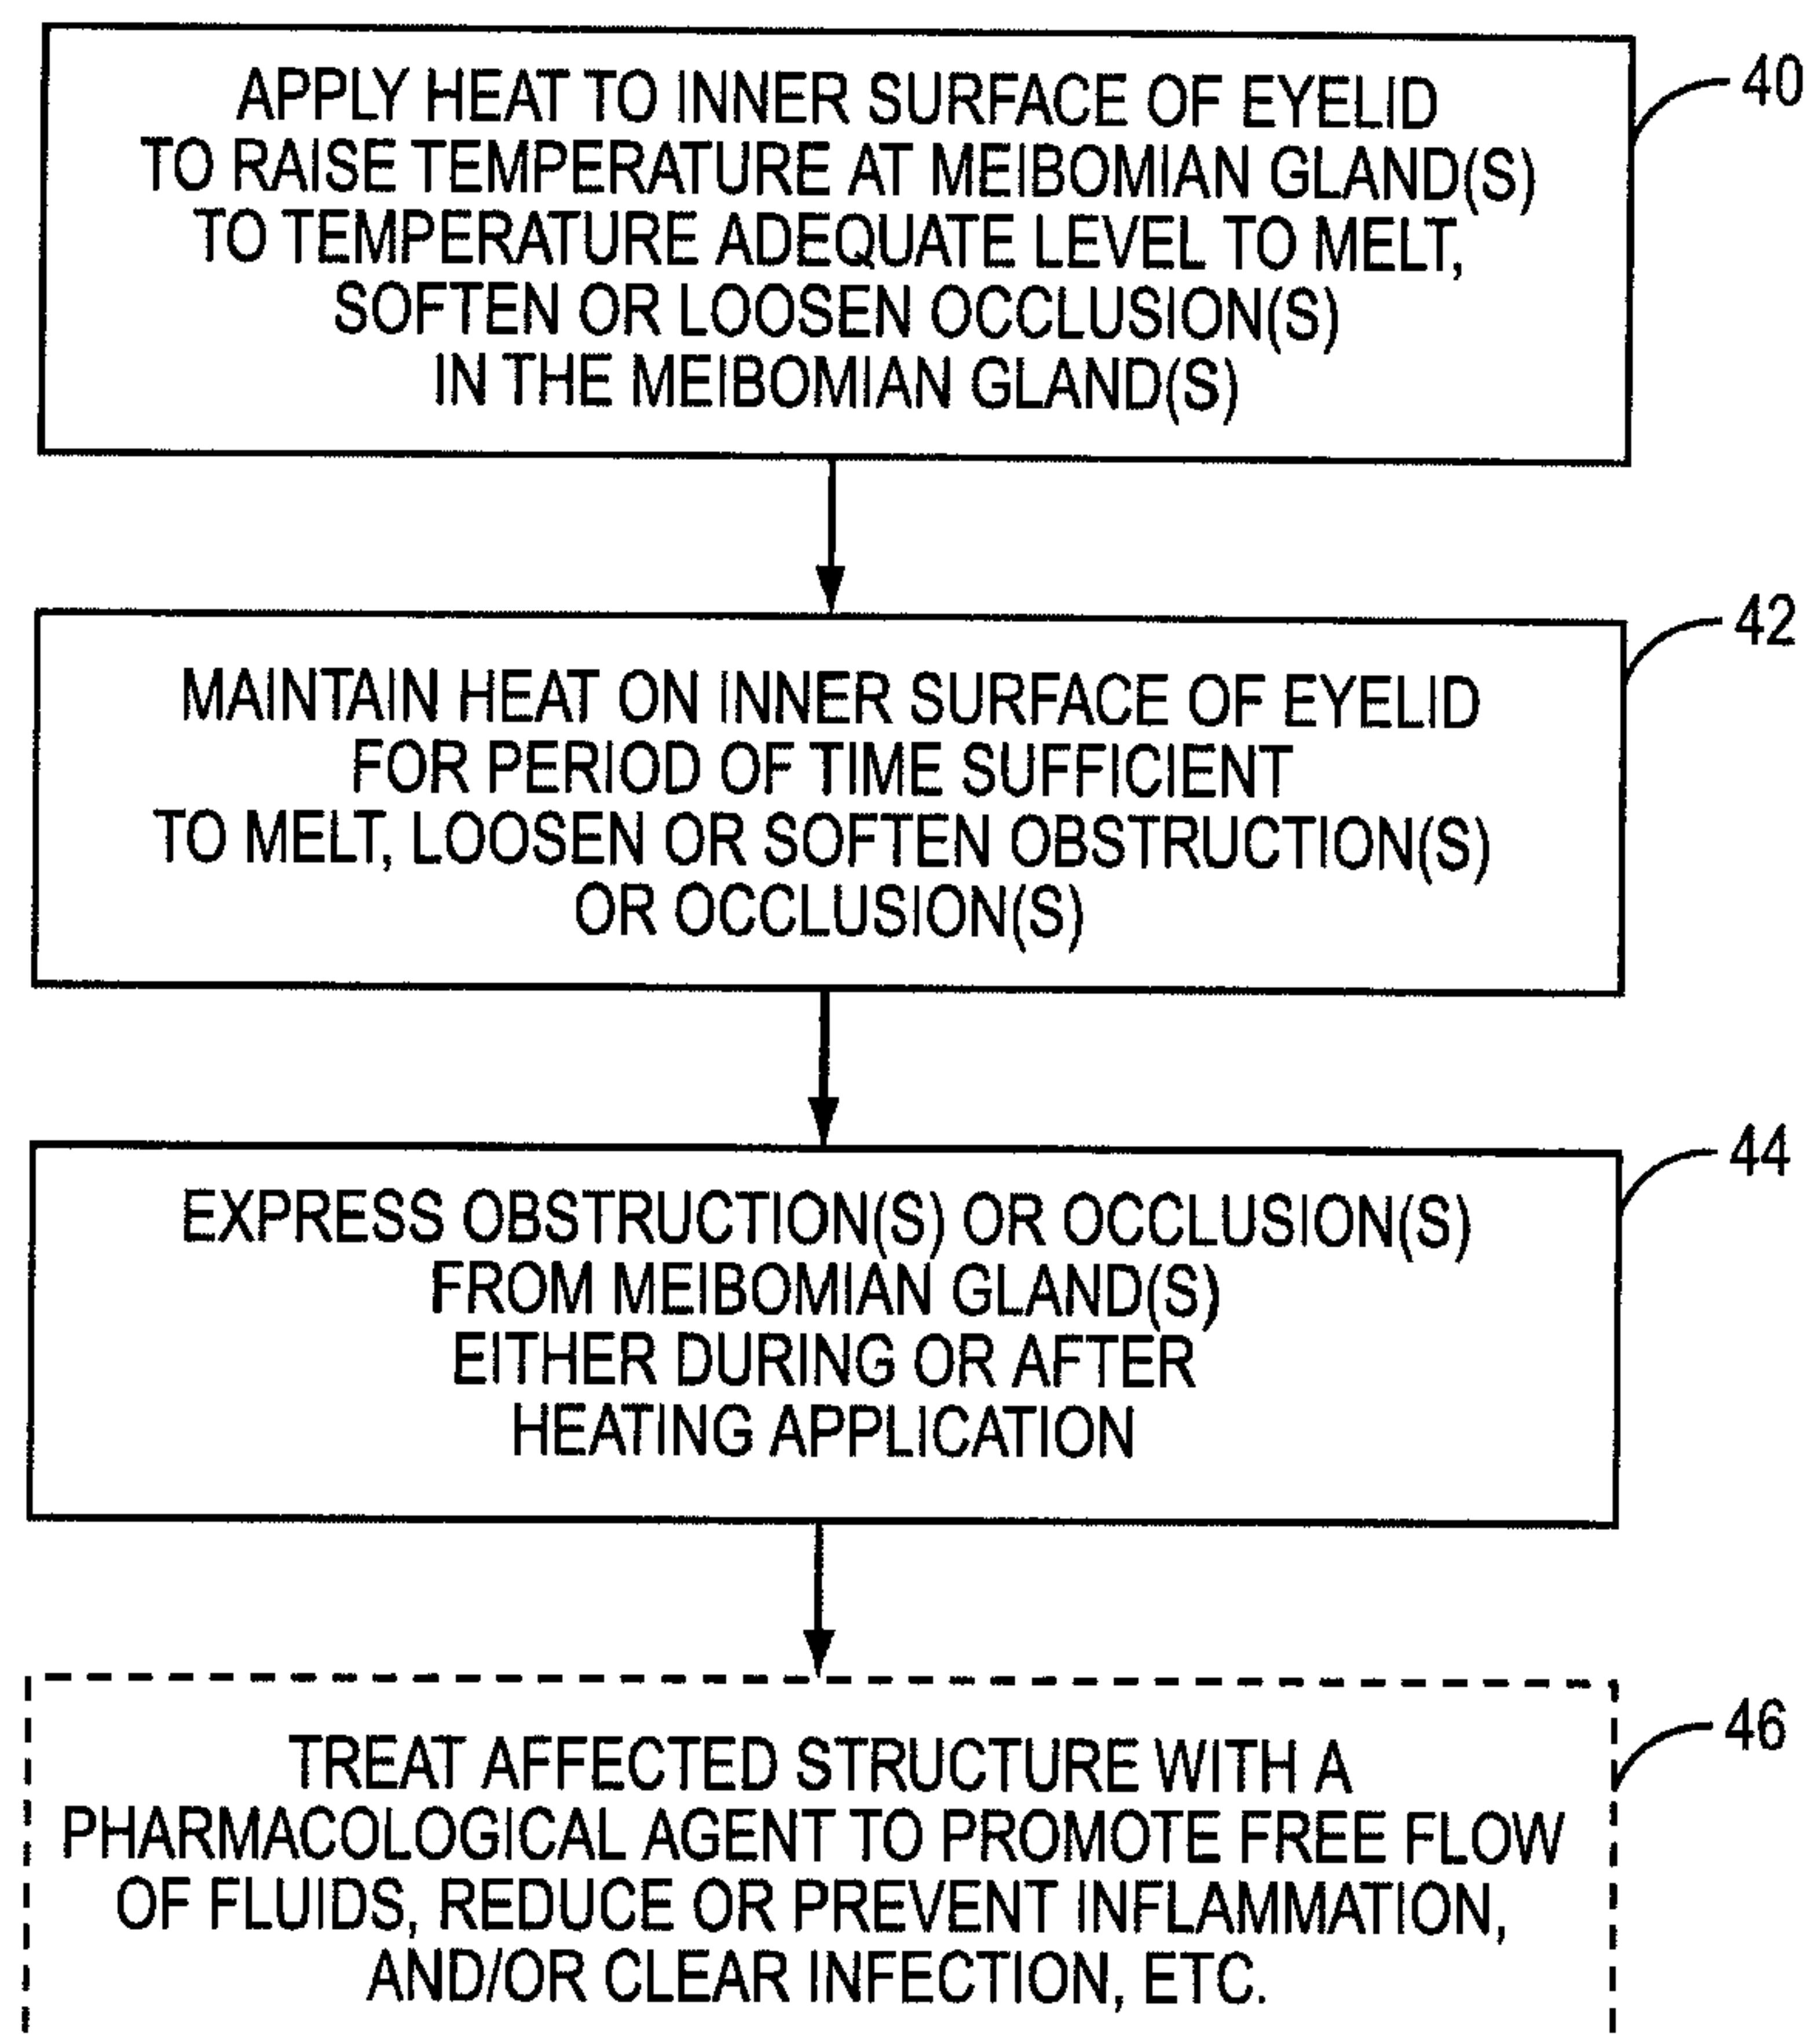 APPLY HEAT TO INNER SURFACE OF EYELID
TO RAISE TEMPERATURE AT MEIBOMIAN GLAND(S)
TO TEMPERATURE ADEQUATE LEVEL TO MELT,
SOFTEN OR LOOSEN OCCLUSION(S)
IN THE MEIBOMIAN GLAND(S)
40
MAINTAIN HEAT ON INNER SURFACE OF EYELID
FOR PERIOD OF TIME SUFFICIENT
TO MELT, LOOSEN OR SOFTEN OBSTRUCTION(S)
OR OCCLUSION(S)
42
EXPRESS OBSTRUCTION(S) OR OCCLUSION(S)
FROM MEIBOMIAN GLAND(S)
EITHER DURING OR AFTER
HEATING APPLICATION
44
TREAT AFFECTED STRUCTURE WITH A
PHARMACOLOGICAL AGENT TO PROMOTE FREE FLOW
OF FLUIDS, REDUCE OR PREVENT INFLAMMATION,
AND/OR CLEAR INFECTION, ETC.
46